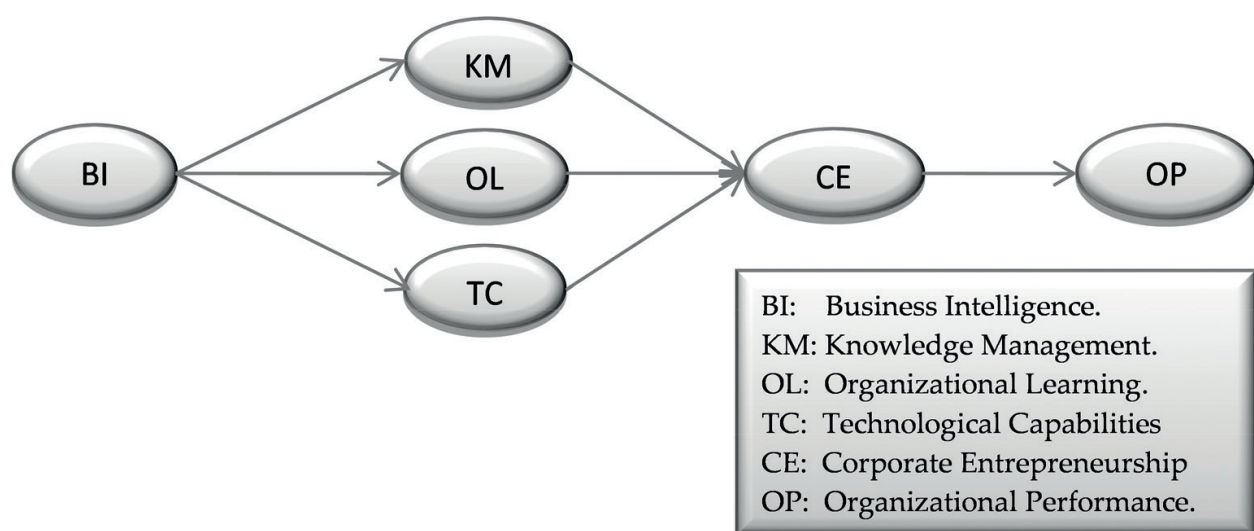 KM
BI
OL
CE
OP
TC
BI: Business Intelligence.
KM: Knowledge Management.
OL: Organizational Learning.
TC: Technological Capabilities
CE: Corporate Entrepreneurship
OP: Organizational Performance.